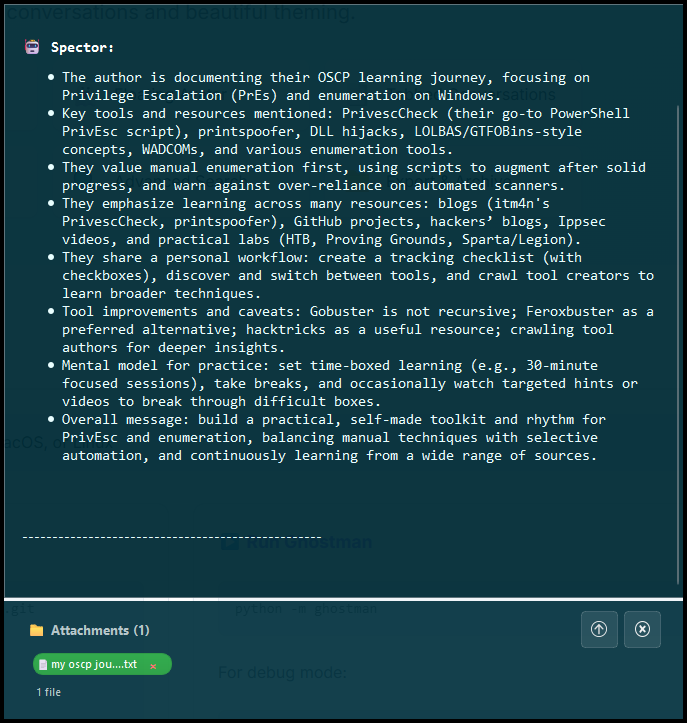 conversations and beautiful theming.
Spector:
• The author is documenting their OSCP learning journey, focusing on
Privilege Escalation (PrEs) and enumeration on Windows.
• Key tools and resources mentioned: PrivescCheck (their go-to PowerShell
PrivEsc script), printspoofer, DLL hijacks, LOLBAS/GTFOBins-style
concepts, WADCOMs, and various enumeration tools.
• They value manual enumeration first, using scripts to augment after solid
progress, and warn against over-reliance on automated scanners.
• They emphasize learning across many resources: blogs (itm4n's
PrivescCheck, printspoofer), GitHub projects, hackers’ blogs, Ippsec
videos, and practical labs (HTB, Proving Grounds, Sparta/Legion).
• They share a personal workflow: create a tracking checklist (with
checkboxes), discover and switch between tools, and crawl tool creators to
learn broader techniques.
• Tool improvements and caveats: Gobuster is not recursive; Feroxbuster as a
preferred alternative; hacktricks as a useful resource; crawling tool
authors for deeper insights.
• Mental model for practice: set time-boxed learning (e.g., 30-minute
focused sessions), take breaks, and occasionally watch targeted hints or
videos to break through difficult boxes.
• Overall message: build a practical, self-made toolkit and rhythm for
PrivEsc and enumeration, balancing manual techniques with selective
automation, and continuously learning from a wide range of sources.
--------------------------------------------------
Run Ghostman
.git
python -m ghostman
Attachments (1)
my oscp jou....txt ×
For debug mode:
1 file